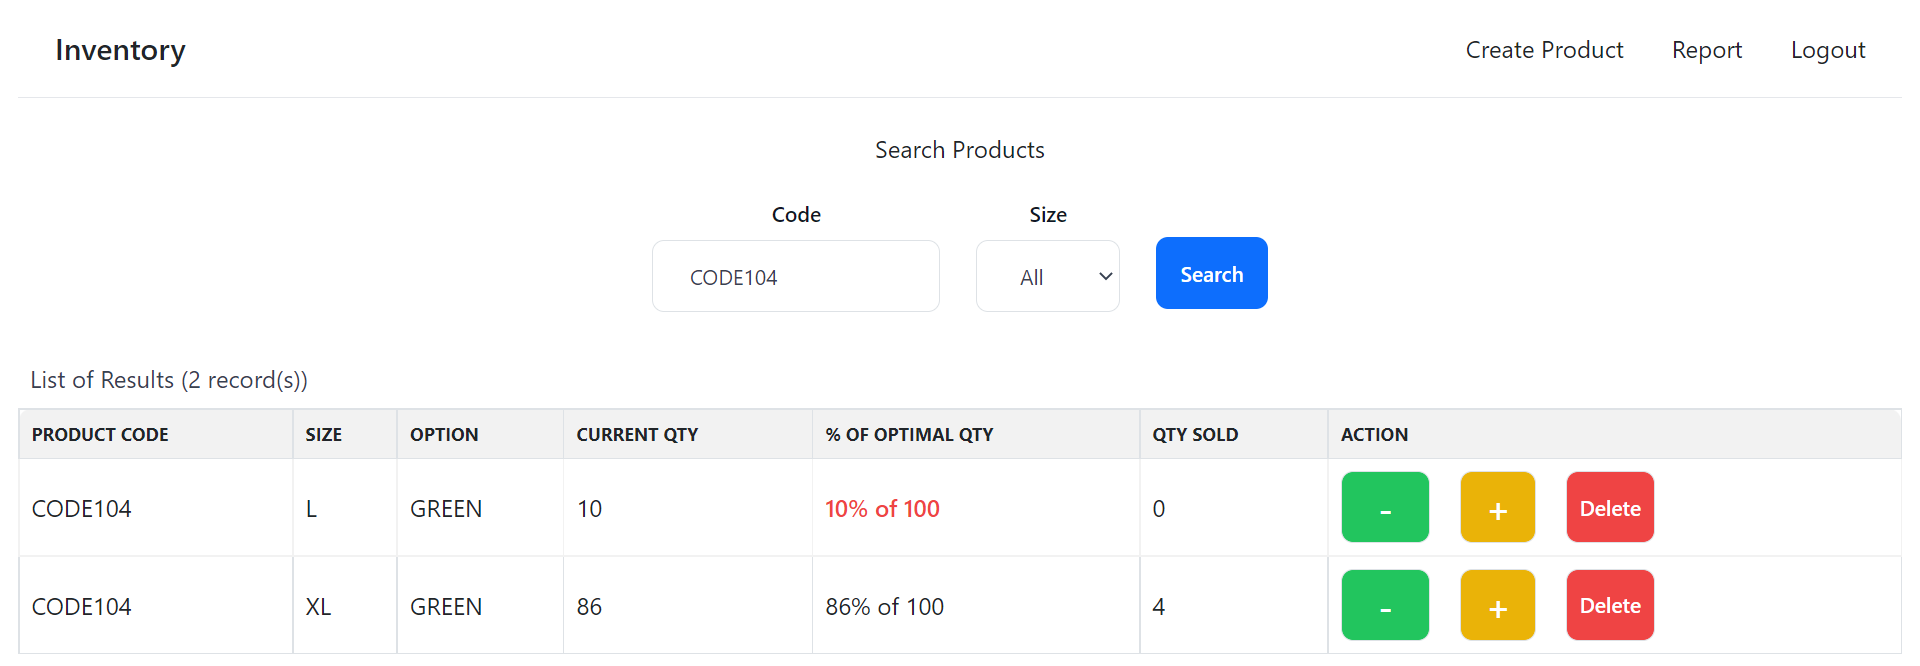 Inventory Create Product Report Logout
Search Products
Code Size
CODE104 All Search
List of Results (2 record(s))
PRODUCT CODE SIZE OPTION CURRENT QTY % OF OPTIMAL QTY QTY SOLD ACTION
CODE104 L GREEN 10 10% of 100 0 - + Delete
CODE104 XL GREEN 86 86% of 100 4 - + Delete